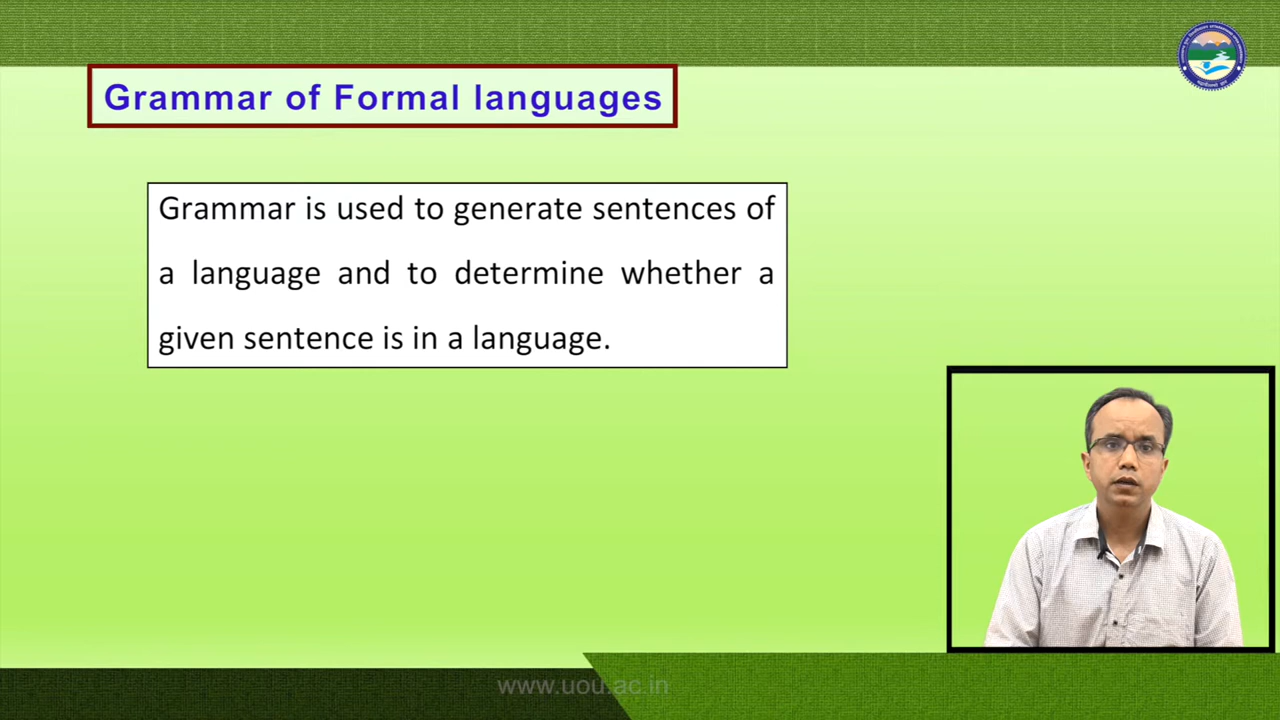 Grammar of Formal languages
Grammar is used to generate sentences of
a language and to determine whether a
given sentence is in a language.
www.uou.ac.in